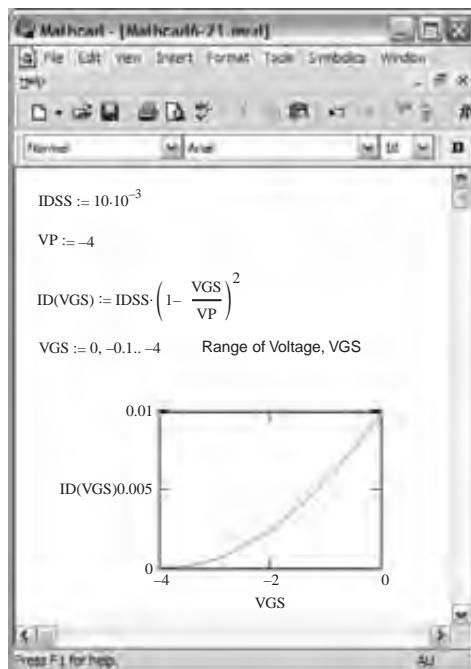 Mathcad - [Mathcad6-21.mcd]
File Edit View Insert Format Tools Symbolics Window
Help
Normal Arial 10 B
IDSS := 10·10⁻³
VP := –4
ID(VGS) := IDSS·(1– VGS/VP)²
VGS := 0, –0.1.. –4 Range of Voltage, VGS
0.01
ID(VGS)0.005
0
–4 –2 0
VGS
Press F1 for help.